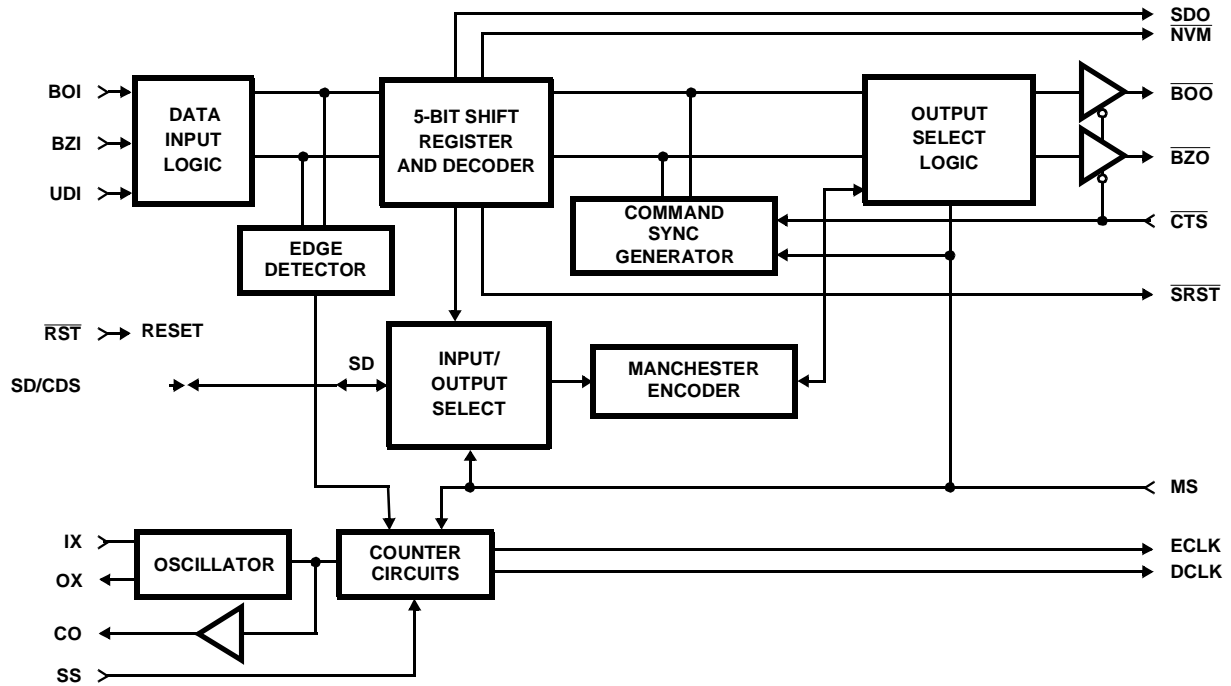 SDO
NVM
BOI
BZI
UDI
DATA
INPUT
LOGIC
5-BIT SHIFT
REGISTER
AND DECODER
OUTPUT
SELECT
LOGIC
BOO
BZO
CTS
COMMAND
SYNC
GENERATOR
EDGE
DETECTOR
SRST
RST
RESET
SD/CDS
SD
INPUT/
OUTPUT
SELECT
MANCHESTER
ENCODER
MS
IX
OX
OSCILLATOR
COUNTER
CIRCUITS
ECLK
DCLK
CO
SS